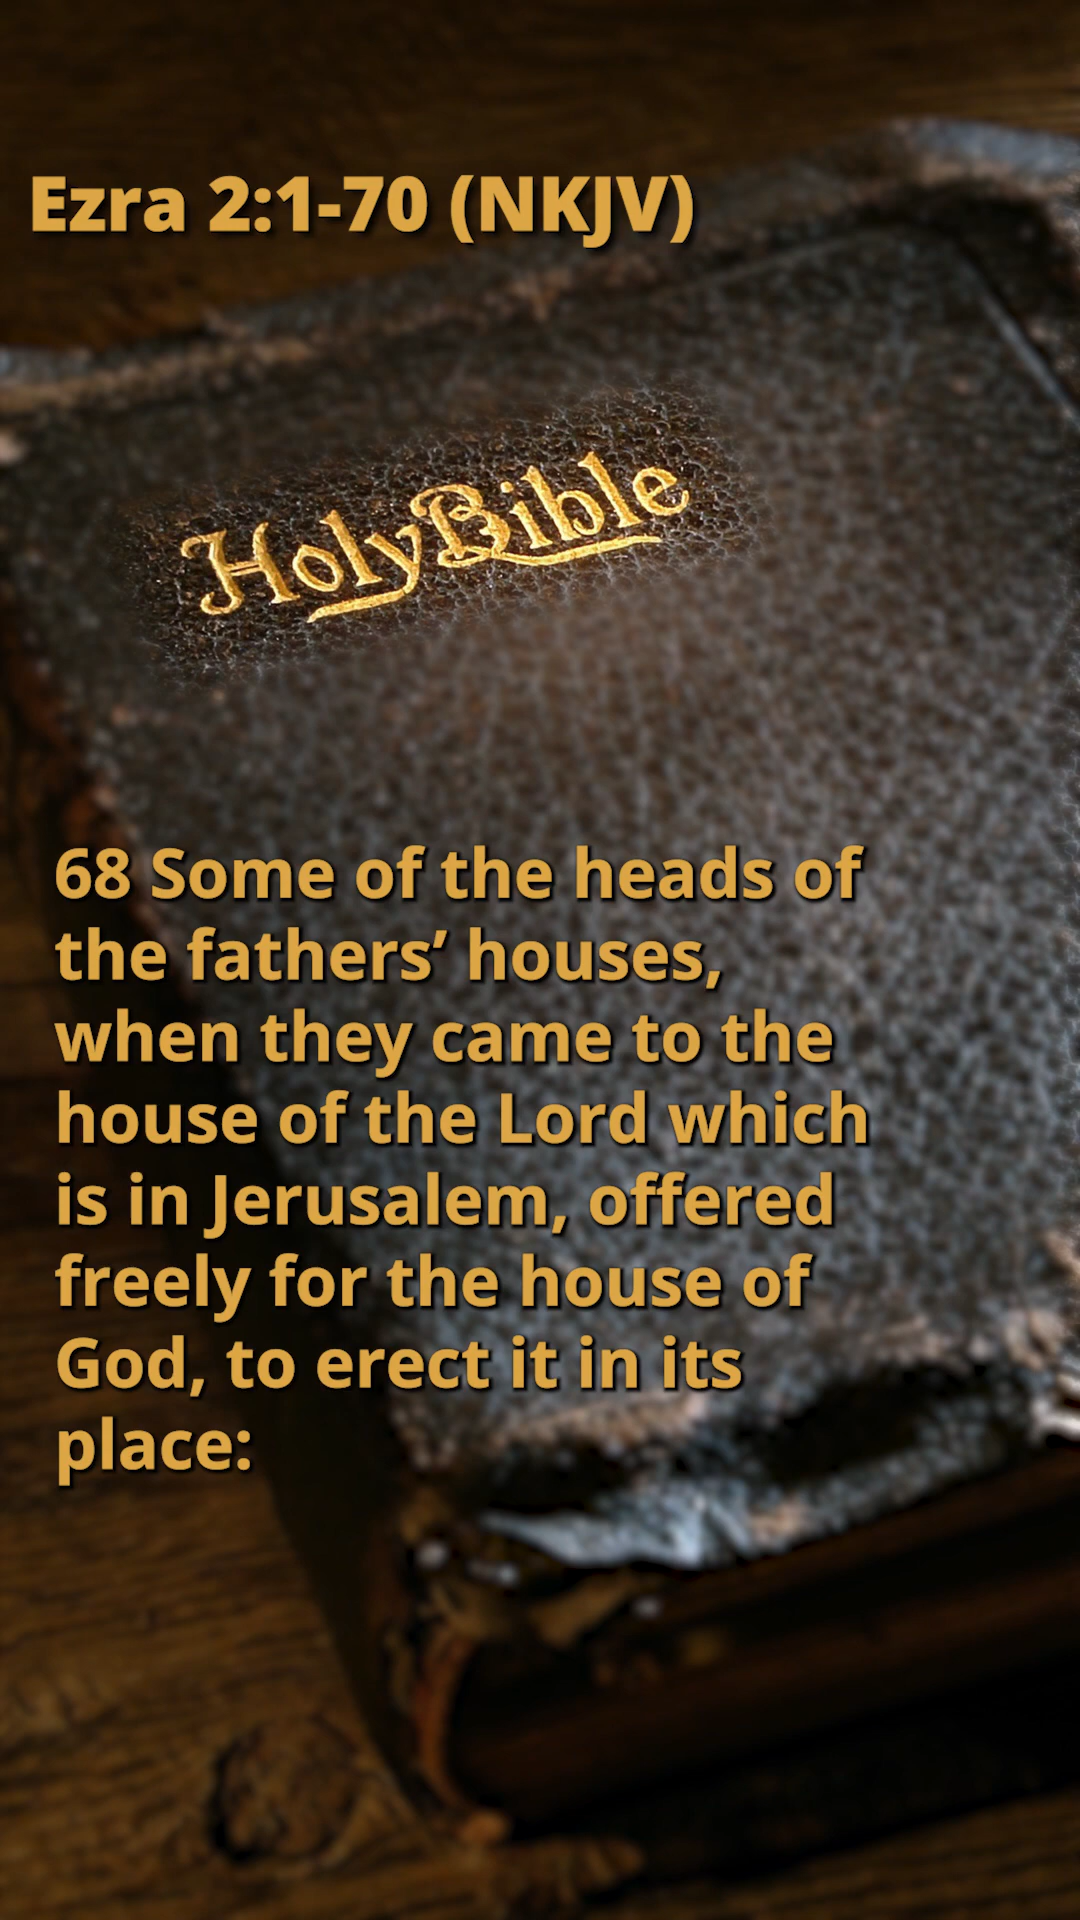 Ezra 2:1-70 (NKJV)
Holy Bible
68 Some of the heads of
the fathers’ houses,
when they came to the
house of the Lord which
is in Jerusalem, offered
freely for the house of
God, to erect it in its
place: